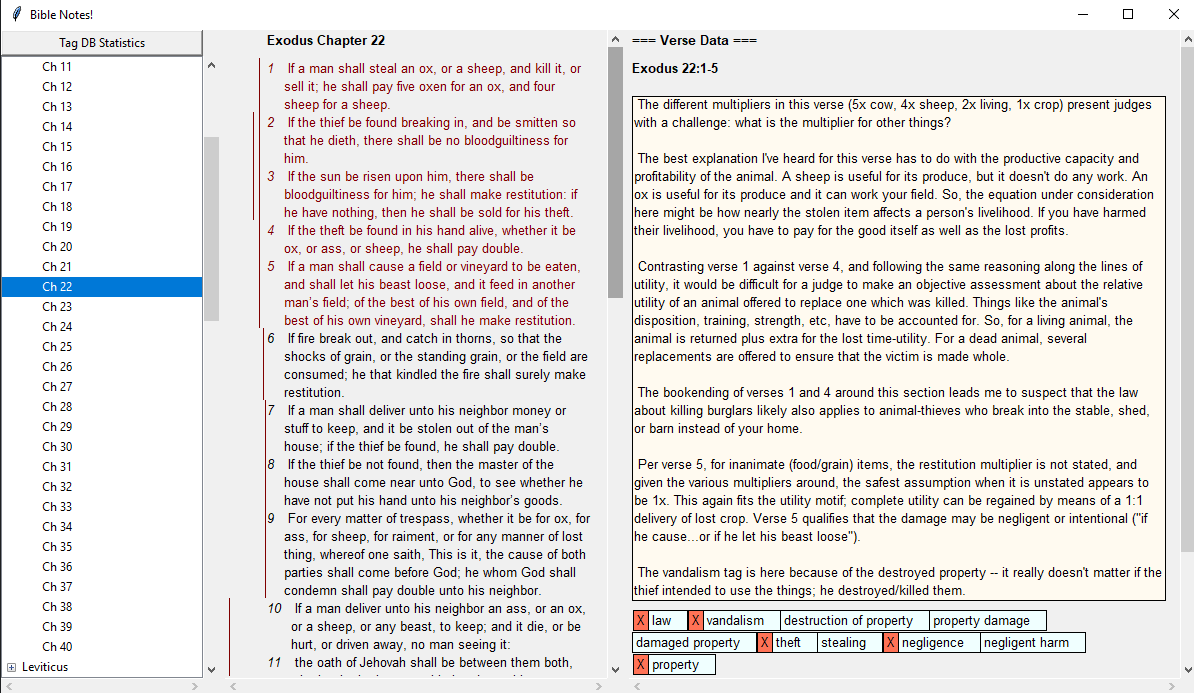 Bible Notes!
Tag DB Statistics
Ch 11
Ch 12
Ch 13
Ch 14
Ch 15
Ch 16
Ch 17
Ch 18
Ch 19
Ch 20
Ch 21
Ch 22
Ch 23
Ch 24
Ch 25
Ch 26
Ch 27
Ch 28
Ch 29
Ch 30
Ch 31
Ch 32
Ch 33
Ch 34
Ch 35
Ch 36
Ch 37
Ch 38
Ch 39
Ch 40
Leviticus
Exodus Chapter 22
1 If a man shall steal an ox, or a sheep, and kill it, or
sell it; he shall pay five oxen for an ox, and four
sheep for a sheep.
2 If the thief be found breaking in, and be smitten so
that he dieth, there shall be no bloodguiltiness for
him.
3 If the sun be risen upon him, there shall be
bloodguiltiness for him; he shall make restitution: if
he have nothing, then he shall be sold for his theft.
4 If the theft be found in his hand alive, whether it be
ox, or ass, or sheep, he shall pay double.
5 If a man shall cause a field or vineyard to be eaten,
and shall let his beast loose, and it feed in another
man's field; of the best of his own field, and of the
best of his own vineyard, shall he make restitution.
6 If fire break out, and catch in thorns, so that the
shocks of grain, or the standing grain, or the field are
consumed; he that kindled the fire shall surely make
restitution.
7 If a man shall deliver unto his neighbor money or
stuff to keep, and it be stolen out of the man's
house; if the thief be found, he shall pay double.
8 If the thief be not found, then the master of the
house shall come near unto God, to see whether he
have not put his hand unto his neighbor's goods.
9 For every matter of trespass, whether it be for ox, for
ass, for sheep, for raiment, or for any manner of lost
thing, whereof one saith, This is it, the cause of both
parties shall come before God; he whom God shall
condemn shall pay double unto his neighbor.
10 If a man deliver unto his neighbor an ass, or an ox,
or a sheep, or any beast, to keep; and it die, or be
hurt, or driven away, no man seeing it:
11 the oath of Jehovah shall be between them both,
=== Verse Data ===
Exodus 22:1-5
The different multipliers in this verse (5x cow, 4x sheep, 2x living, 1x crop) present judges
with a challenge: what is the multiplier for other things?
The best explanation I've heard for this verse has to do with the productive capacity and
profitability of the animal. A sheep is useful for its produce, but it doesn't do any work. An
ox is useful for its produce and it can work your field. So, the equation under consideration
here might be how nearly the stolen item affects a person's livelihood. If you have harmed
their livelihood, you have to pay for the good itself as well as the lost profits.
Contrasting verse 1 against verse 4, and following the same reasoning along the lines of
utility, it would be difficult for a judge to make an objective assessment about the relative
utility of an animal offered to replace one which was killed. Things like the animal's
disposition, training, strength, etc, have to be accounted for. So, for a living animal, the
animal is returned plus extra for the lost time-utility. For a dead animal, several
replacements are offered to ensure that the victim is made whole.
The bookending of verses 1 and 4 around this section leads me to suspect that the law
about killing burglars likely also applies to animal-thieves who break into the stable, shed,
or barn instead of your home.
Per verse 5, for inanimate (food/grain) items, the restitution multiplier is not stated, and
given the various multipliers around, the safest assumption when it is unstated appears to
be 1x. This again fits the utility motif; complete utility can be regained by means of a 1:1
delivery of lost crop. Verse 5 qualifies that the damage may be negligent or intentional ("if
he cause...or if he let his beast loose").
The vandalism tag is here because of the destroyed property -- it really doesn't matter if the
thief intended to use the things; he destroyed/killed them.
X law X vandalism destruction of property property damage
damaged property X theft stealing X negligence negligent harm
X property